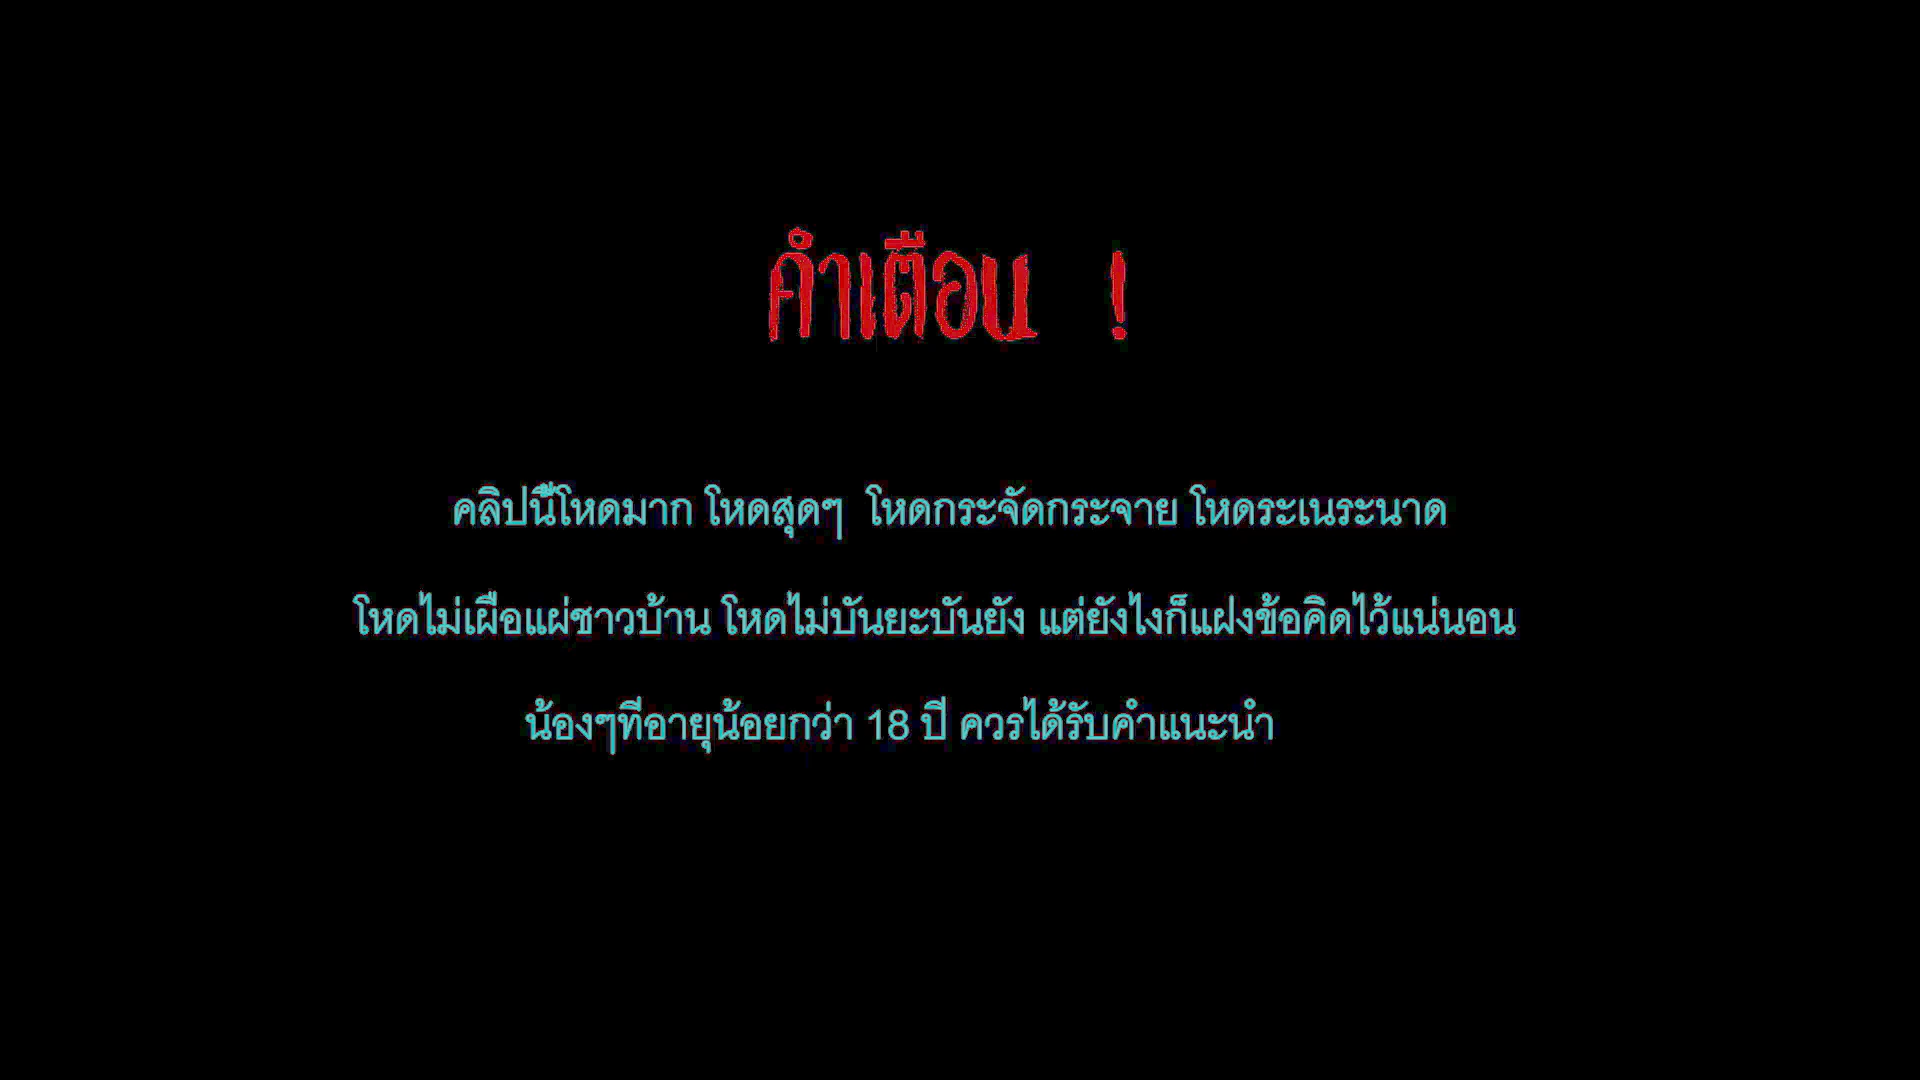 คำเตือน !
คลิปนี้โหดมาก โหดสุดๆ โหดกระจัดกระจาย โหดระเนระนาด
โหดไม่เผื่อแผ่ชาวบ้าน โหดไม่บันยะบันยัง แต่ยังไงก็แฝงข้อคิดไว้แน่นอน
น้องๆที่อายุน้อยกว่า 18 ปี ควรได้รับคำแนะนำ